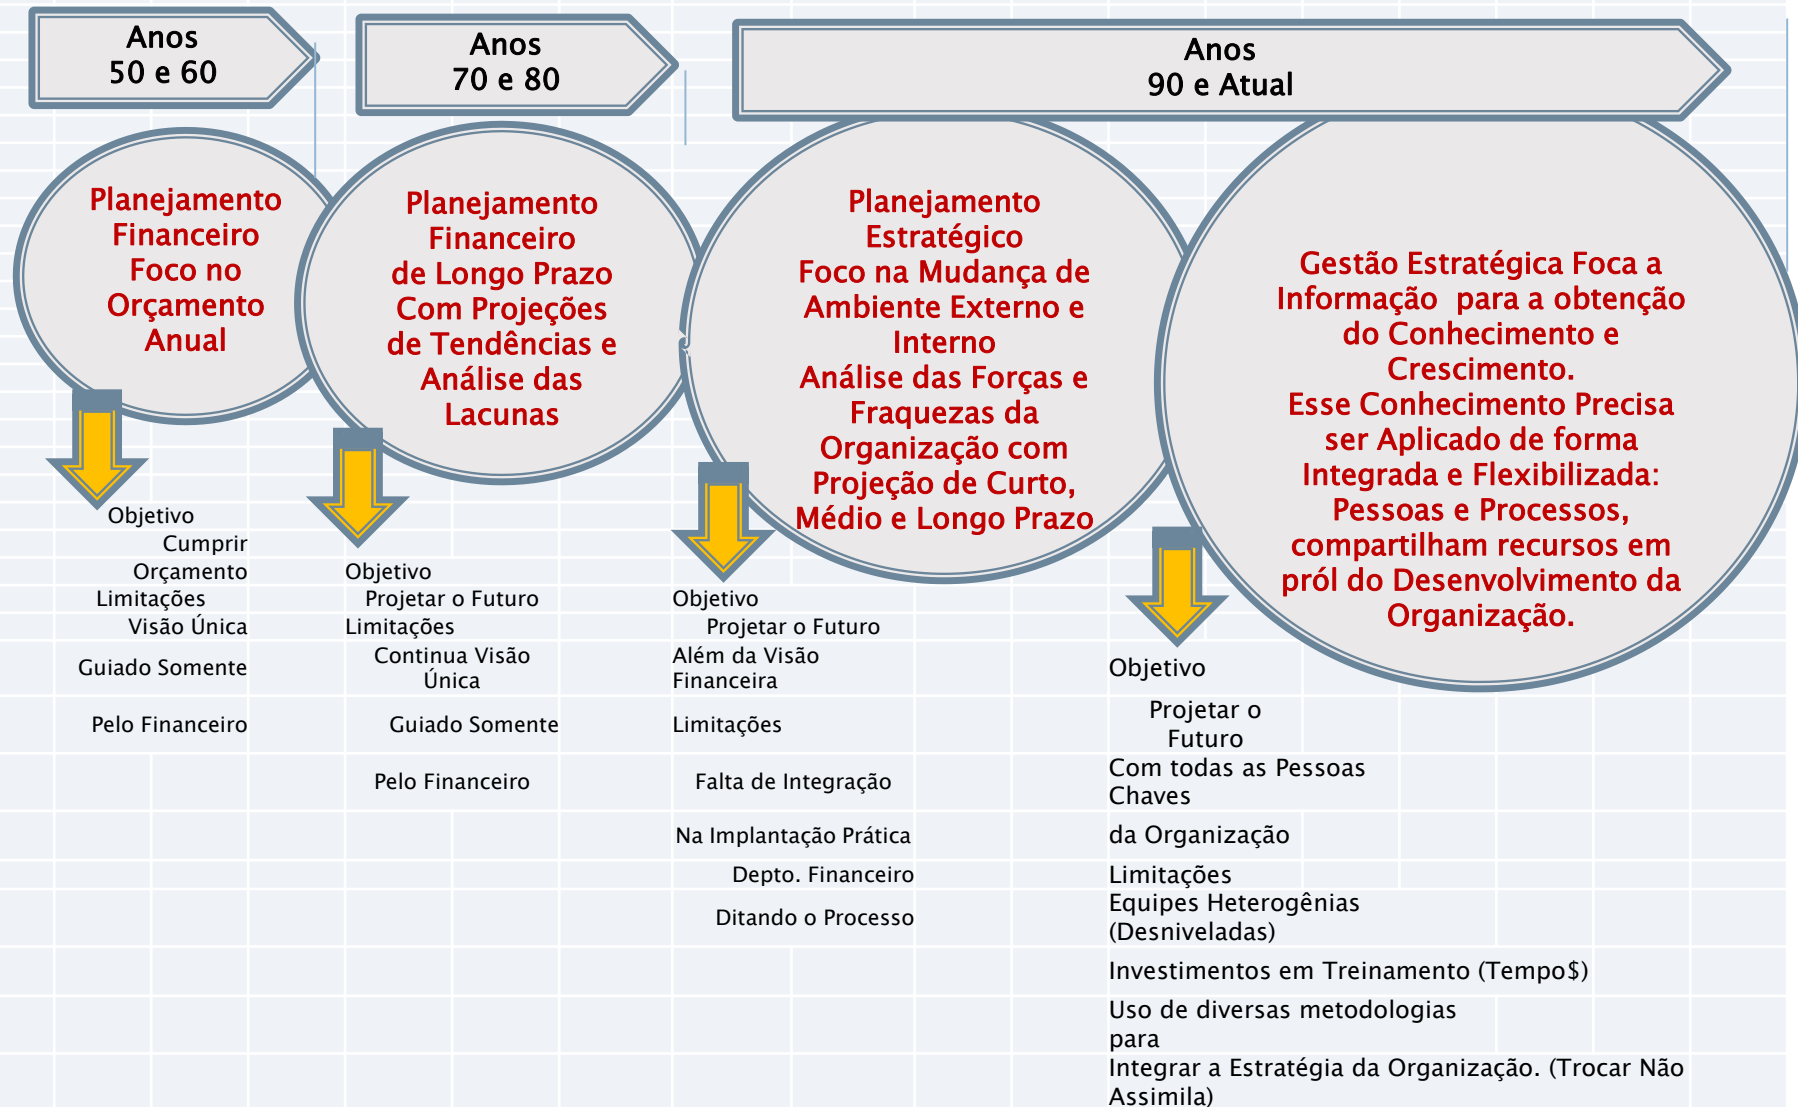 Anos
50 e 60
Anos
70 e 80
Anos
90 e Atual
Planejamento
Financeiro
Foco no
Orçamento
Anual
Planejamento
Financeiro
de Longo Prazo
Com Projeções
de Tendências e
Análise das
Lacunas
Planejamento
Estratégico
Foco na Mudança de
Ambiente Externo e
Interno
Análise das Forças e
Fraquezas da
Organização com
Projeção de Curto,
Médio e Longo Prazo
Gestão Estratégica Foca a
Informação para a obtenção
do Conhecimento e
Crescimento.
Esse Conhecimento Precisa
ser Aplicado de forma
Integrada e Flexibilizada:
Pessoas e Processos,
compartilham recursos em
pról do Desenvolvimento da
Organização.
Objetivo
Cumprir
Orçamento
Limitações
Visão Única
Guiado Somente
Pelo Financeiro
Objetivo
Projetar o Futuro
Limitações
Continua Visão
Única
Guiado Somente
Pelo Financeiro
Objetivo
Projetar o Futuro
Além da Visão
Financeira
Limitações
Falta de Integração
Na Implantação Prática
Depto. Financeiro
Ditando o Processo
Objetivo
Projetar o
Futuro
Com todas as Pessoas
Chaves
da Organização
Limitações
Equipes Heterogênias
(Desniveladas)
Investimentos em Treinamento (Tempo$)
Uso de diversas metodologias
para
Integrar a Estratégia da Organização. (Trocar Não
Assimila)